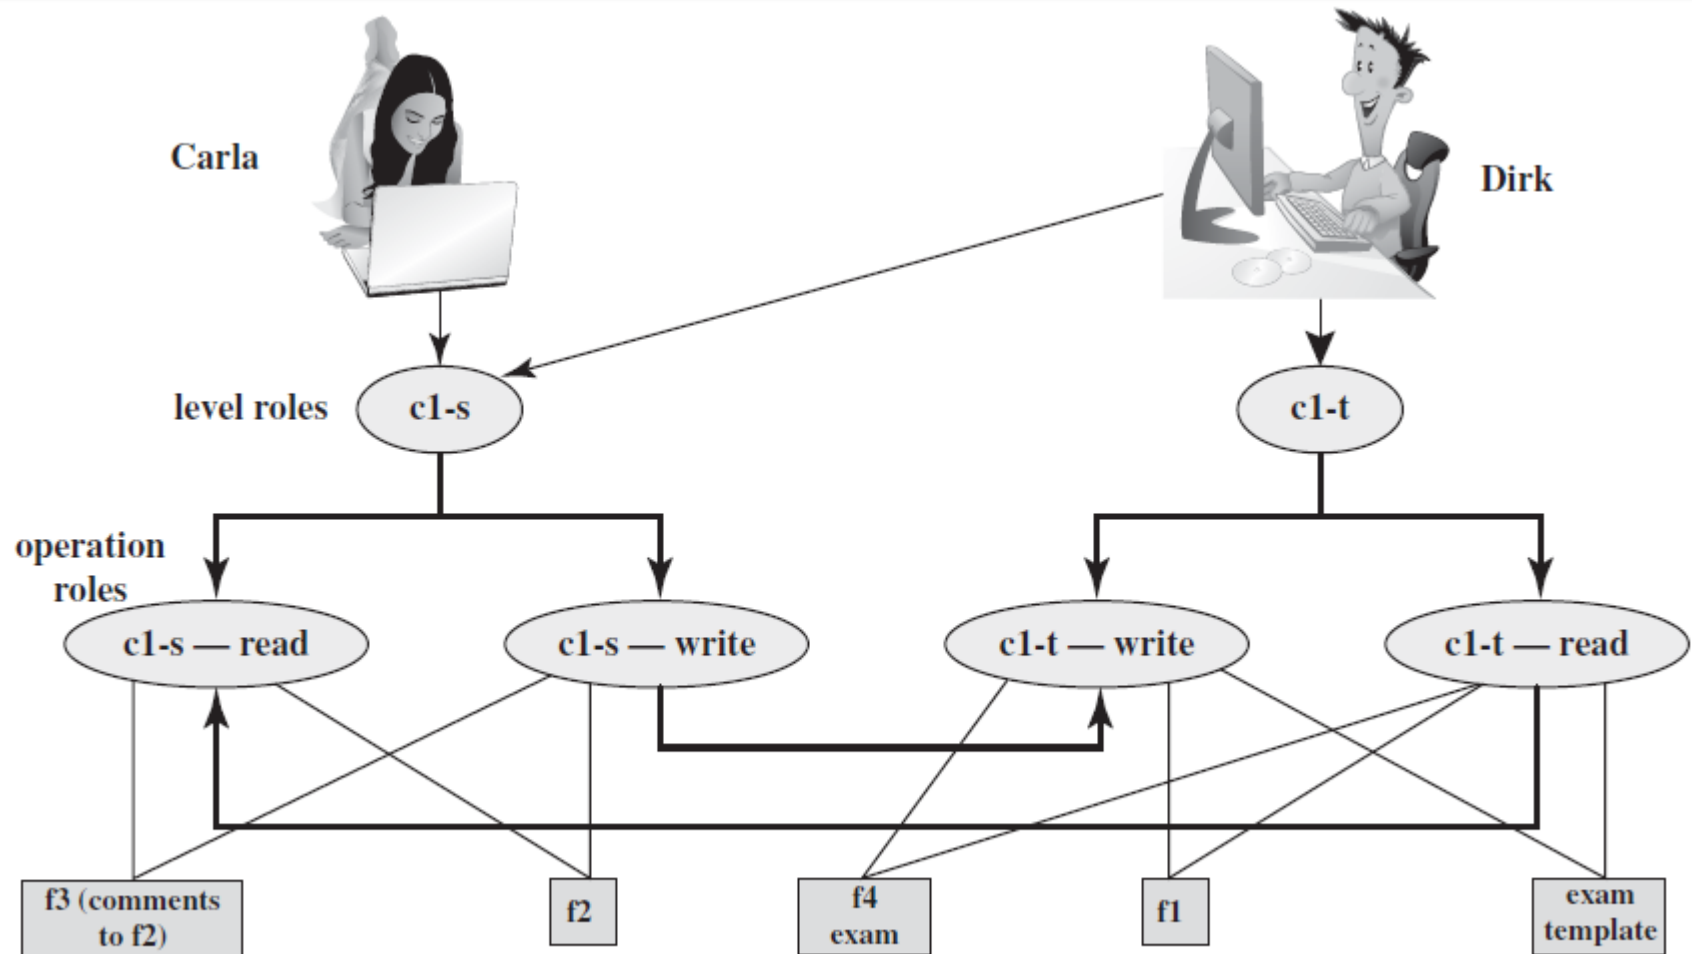 Carla
Dirk
level roles
c1-s
c1-t
operation
roles
c1-s — read
c1-s — write
c1-t — write
c1-t — read
f3 (comments
to f2)
f2
f4
exam
f1
exam
template